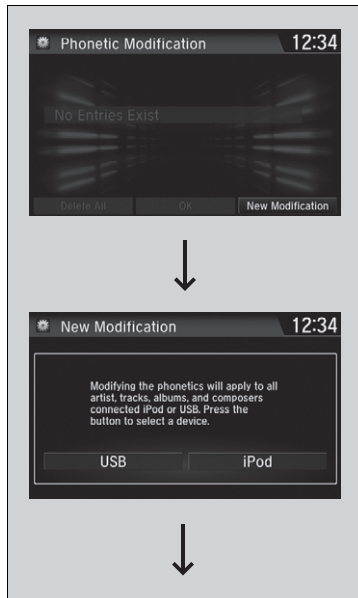 Phonetic Modification 12:34
No Entries Exist
Delete All OK New Modification
New Modification 12:34
Modifying the phonetics will apply to all
artist, tracks, albums, and composers
connected iPod or USB. Press the
button to select a device.
USB iPod